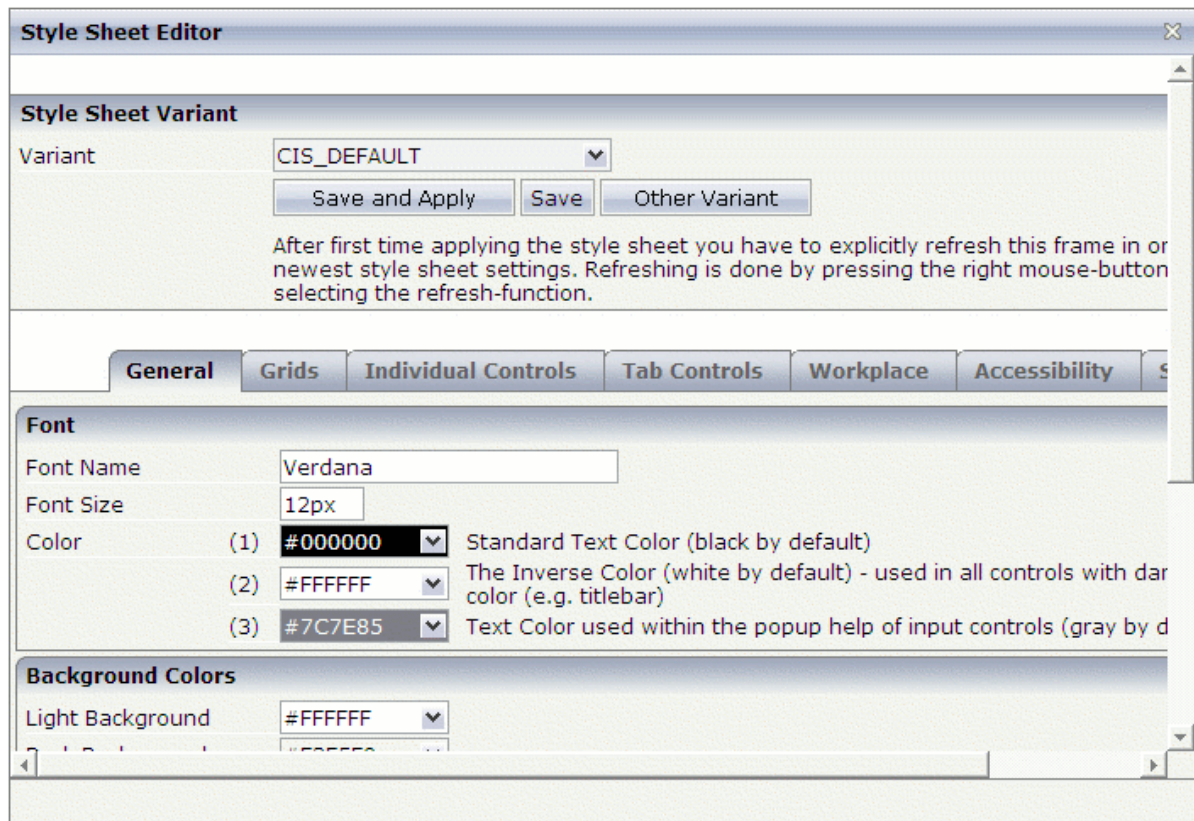 Style Sheet Editor
Style Sheet Variant
Variant CIS_DEFAULT
Save and Apply Save Other Variant
After first time applying the style sheet you have to explicitly refresh this frame in or
newest style sheet settings. Refreshing is done by pressing the right mouse-button
selecting the refresh-function.
General Grids Individual Controls Tab Controls Workplace Accessibility
Font
Font Name Verdana
Font Size 12px
Color (1) #000000 Standard Text Color (black by default)
(2) #FFFFFF The Inverse Color (white by default) - used in all controls with dar
color (e.g. titlebar)
(3) #7C7E85 Text Color used within the popup help of input controls (gray by d
Background Colors
Light Background #FFFFFF